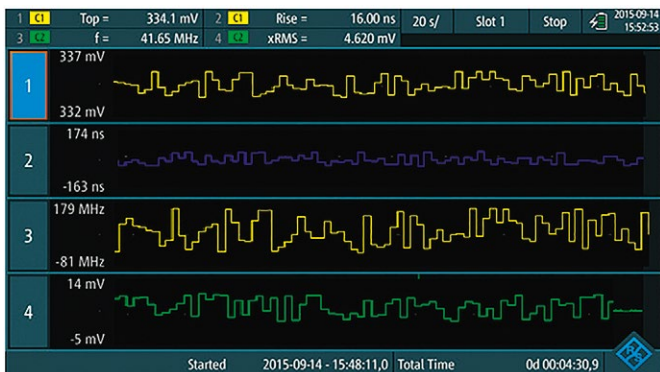 1 C1 Top = 334.1 mV 2 C1 Rise = 16.00 ns 20 s/ Slot 1 Stop 2015-09-14
3 C2 f = 41.65 MHz 4 C2 xRMS = 4.620 mV 15:52:53
337 mV
1
332 mV
174 ns
2
-163 ns
179 MHz
3
-81 MHz
14 mV
4
-5 mV
Started 2015-09-14 - 15:48:11,0 Total Time 0d 00:04:30,9
R&S